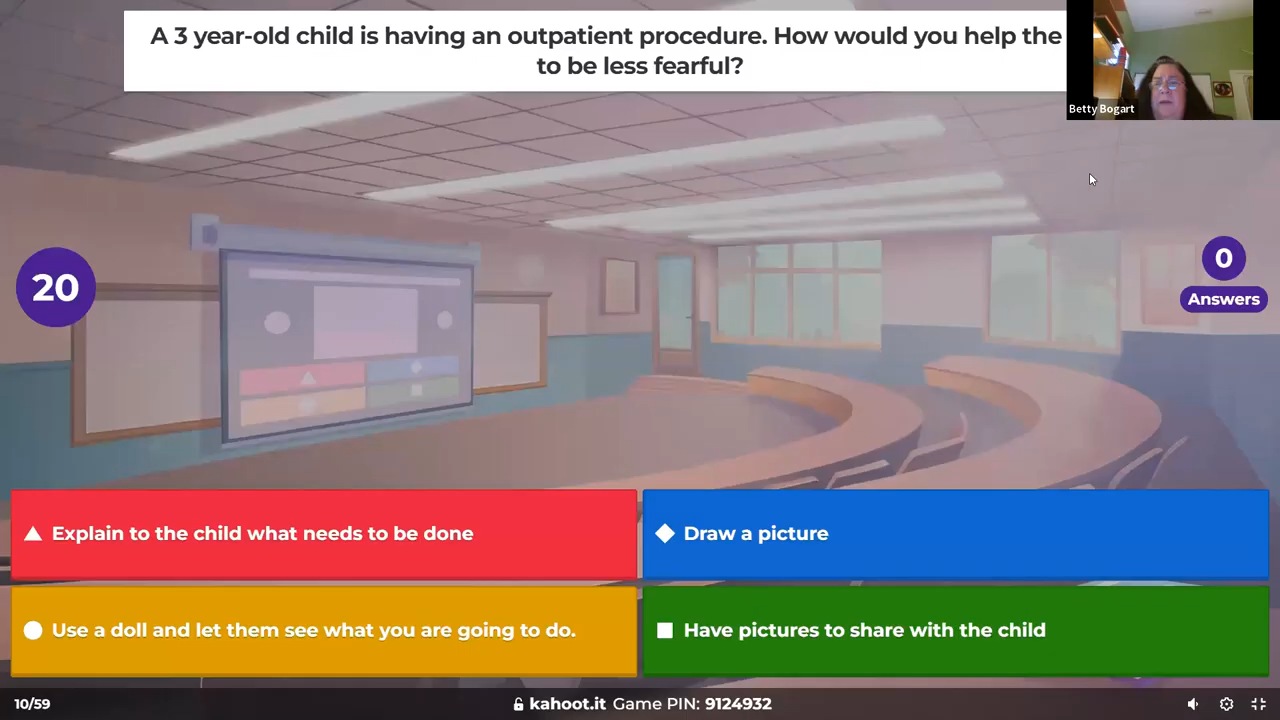 A 3 year-old child is having an outpatient procedure. How would you help the
to be less fearful?
Betty Bogart
20
0
Answers
Explain to the child what needs to be done
Draw a picture
Use a doll and let them see what you are going to do.
Have pictures to share with the child
10/59
kahoot.it Game PIN: 9124932